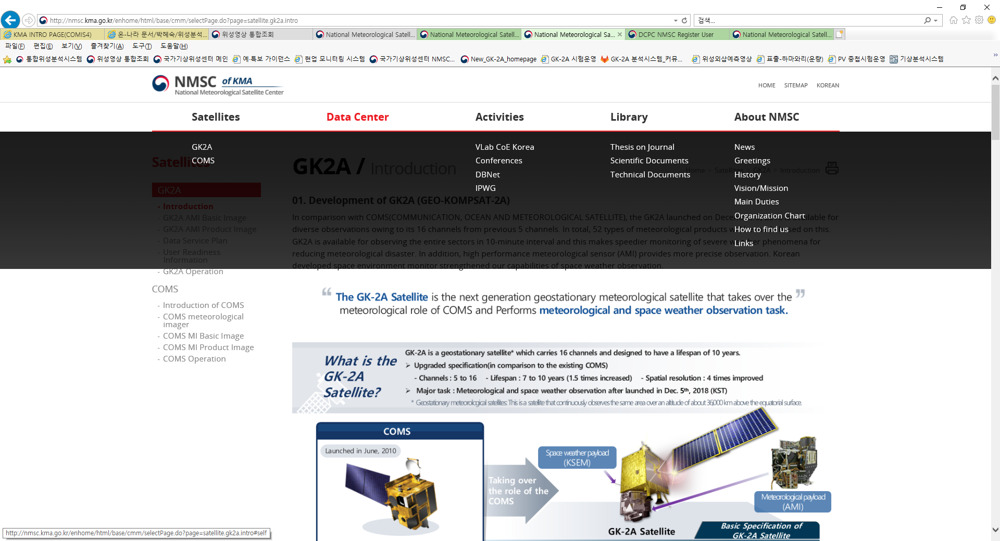 http://nmsc.kma.go.kr/enhome/html/base/cmm/selectPage.do?page=satellite.gk2a.intro
검색...
KMA INTRO PAGE(COMIS4)
온-나라 문서/박혜숙/위성분석...
위성영상 통합조회
National Meteorological Satell...
National Meteorological Satell...
National Meteorological Sa...
DCPC NMSC Register User
National Meteorological Satell...
파일(F) 편집(E) 보기(V) 즐겨찾기(A) 도구(T) 도움말(H)
통합위성분석시스템
위성영상 통합조회
국가기상위성센터 메인
예·특보 가이던스
현업 모니터링 시스템
국가기상위성센터 NMSC...
New_GK-2A_homepage
GK-2A 시험운영
GK-2A 분석시스템_커뮤...
위성외삽예측영상
표출-하마와리(운량)
PV 중첩시험운영
기상분석시스템
NMSC of KMA
National Meteorological Satellite Center
HOME SITEMAP KOREAN
Satellites
Data Center
Activities
Library
About NMSC
GK2A
COMS
VLab CoE Korea
Conferences
DBNet
IPWG
Thesis on Journal
Scientific Documents
Technical Documents
News
Greetings
History
Vision/Mission
Main Duties
Organization Chart
How to find us
Links
Satellites
GK2A
- Introduction
- GK2A AMI Basic Image
- GK2A AMI Product Image
- Data Service Plan
- User Readiness
Information
- GK2A Operation
COMS
- Introduction of COMS
- COMS meteorological
imager
- COMS MI Basic Image
- COMS MI Product Image
- COMS Operation
GK2A / Introduction
Home > Satellites > GK2A > Introduction
01. Development of GK2A (GEO-KOMPSAT-2A)
In comparison with COMS(COMMUNICATION, OCEAN AND METEOROLOGICAL SATELLITE), the GK2A launched on December 5, 2018 is available for
diverse observations owing to its 16 channels from previous 5 channels. In total, 52 types of meteorological products based on this.
GK2A is available for observing the entire sectors in 10-minute interval and this makes speedier monitoring of severe weather phenomena for
reducing meteorological disaster. In addition, high performance meteorological sensor (AMI) provides more precise observation. Korean
developed space environment monitor strengthened our capabilities of space weather observation.
“ The GK-2A Satellite is the next generation geostationary meteorological satellite that takes over the ”
meteorological role of COMS and Performs meteorological and space weather observation task.
What is the
GK-2A
Satellite?
GK-2A is a geostationary satellite* which carries 16 channels and designed to have a lifespan of 10 years.
➢ Upgraded specification(in comparison to the existing COMS)
- Channels : 5 to 16 - Lifespan : 7 to 10 years (1.5 times increased) - Spatial resolution : 4 times improved
➢ Major task : Meteorological and space weather observation after launched in Dec. 5th, 2018 (KST)
* Geostationary meteorological satellites: This is a satellite that continuously observes the same area over an altitude of about 36,000 km above the equatorial surface.
COMS
Launched in June, 2010
Taking over
the role of the
COMS
Space weather payload
(KSEM)
Meteorological payload
(AMI)
GK-2A Satellite
Basic Specification of
GK-2A Satellite
http://nmsc.kma.go.kr/enhome/html/base/cmm/selectPage.do?page=satellite.gk2a.intro#self